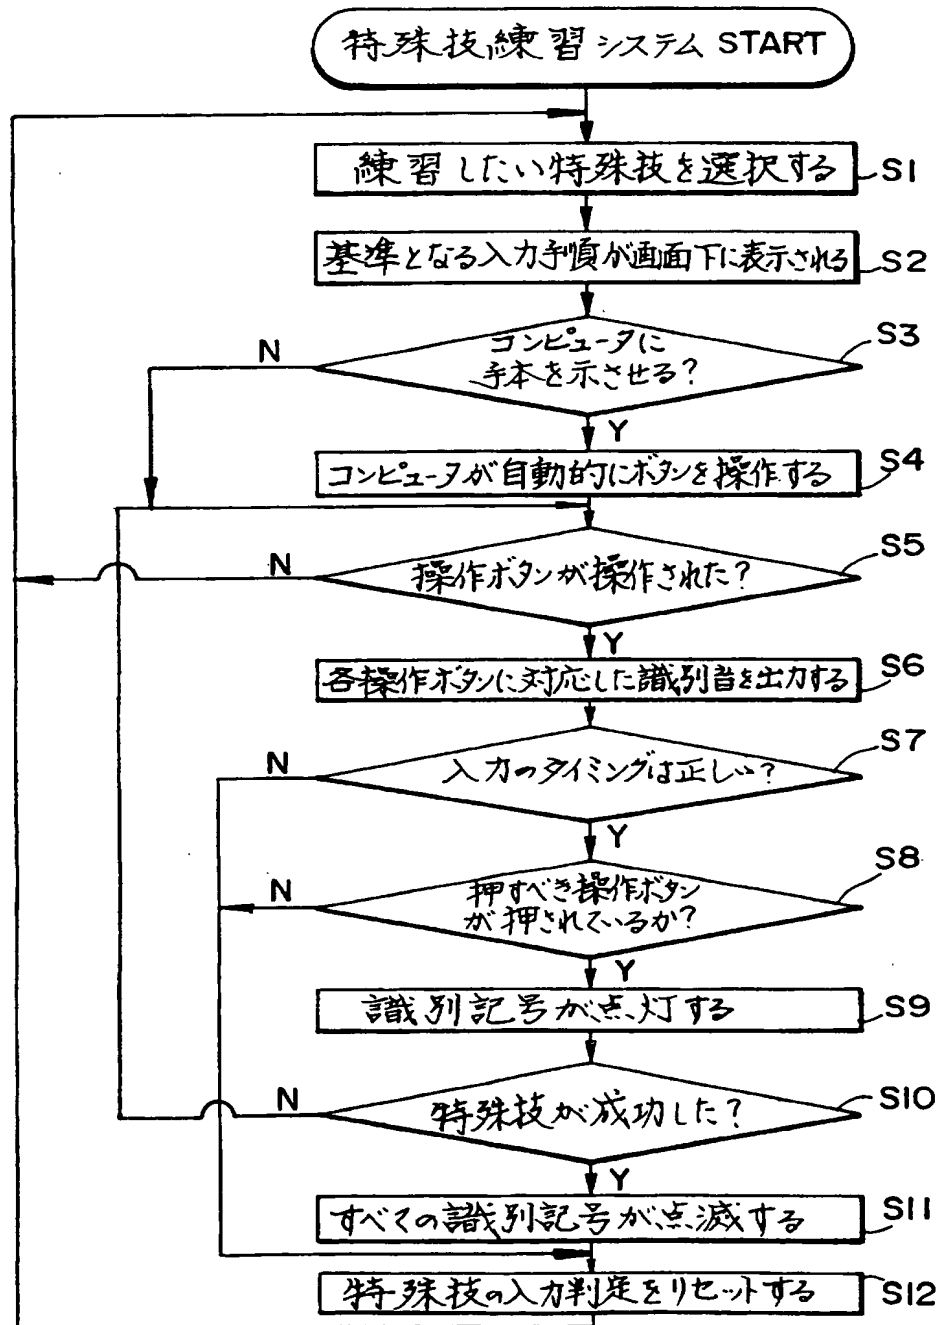 特殊技練習システム START
練習したい特殊技を選択する
S1
基準となる入力手順が画面下に表示される
S2
コンピュータに
手本を示させる?
S3
N
Y
コンピュータが自動的にボタンを操作する
S4
操作ボタンが操作された?
S5
N
Y
各操作ボタンに対応した識別音を出力する
S6
入力のタイミングは正しい?
S7
N
Y
押すべき操作ボタン
が押されているか?
S8
N
Y
識別記号が点灯する
S9
特殊技が成功した?
S10
N
Y
すべての識別記号が点滅する
S11
特殊技の入力判定をリセットする
S12